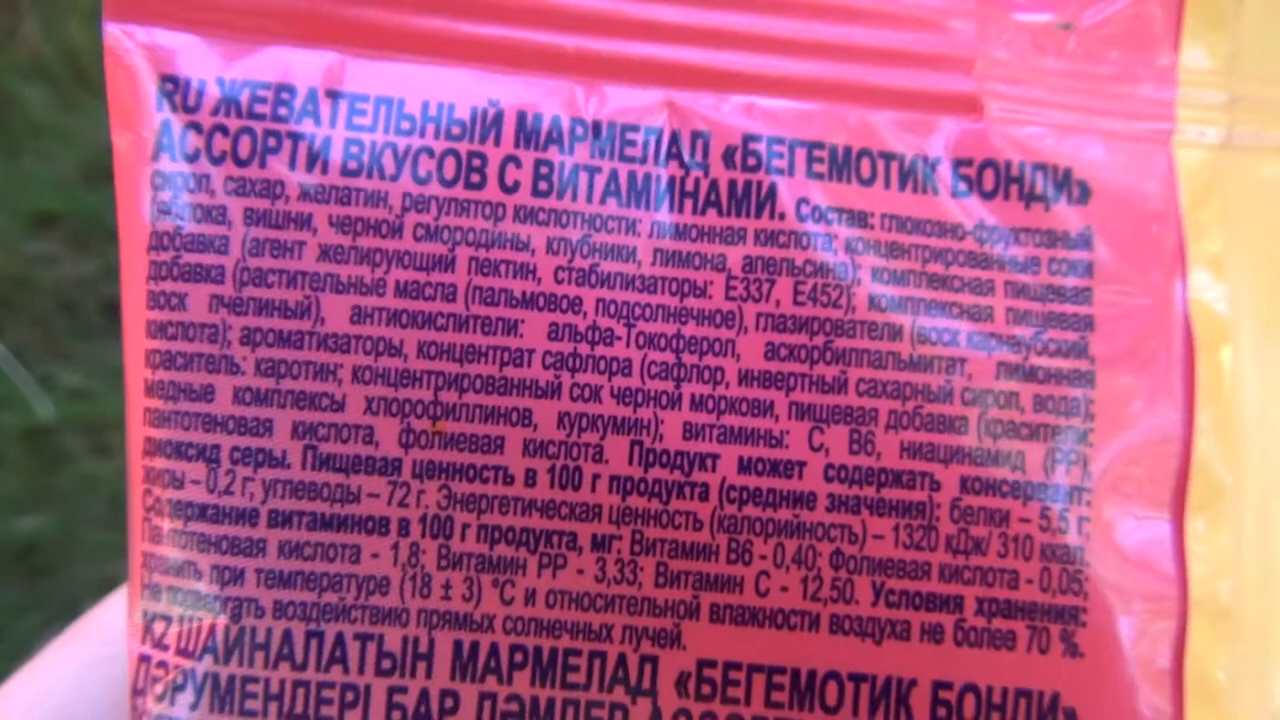 RU ЖЕВАТЕЛЬНЫЙ МАРМЕЛАД «БЕГЕМОТИК БОНДИ»
АССОРТИ ВКУСОВ С ВИТАМИНАМИ. Состав: глюкозно-фруктозный
сироп, сахар, желатин, регулятор кислотности: лимонная кислота; концентрированные соки
(яблока, вишни, черной смородины, клубники, лимона, апельсина); комплексная пищевая
добавка (агент желирующий пектин, стабилизаторы: Е337, Е452); комплексная пищевая
добавка (растительные масла (пальмовое, подсолнечное), глазирователи (воск карнаубский,
воск пчелиный), антиокислители: альфа-Токоферол, аскорбилпальмитат, лимонная
кислота); ароматизаторы, концентрат сафлора (сафлор, инвертный сахарный сироп, вода);
краситель: каротин; концентрированный сок черной моркови, пищевая добавка (красители:
медные комплексы хлорофиллинов, куркумин); витамины: С, В6, ниацинамид (РР),
пантотеновая кислота, фолиевая кислота. Продукт может содержать консервант:
диоксид серы. Пищевая ценность в 100 г продукта (средние значения): белки – 5,5 г;
жиры – 0,2 г; углеводы – 72 г. Энергетическая ценность (калорийность) – 1320 кДж/ 310 ккал.
Содержание витаминов в 100 г продукта, мг: Витамин В6 - 0,40; Фолиевая кислота - 0,05;
Пантотеновая кислота - 1,8; Витамин РР - 3,33; Витамин С - 12,50. Условия хранения:
хранить при температуре (18 ± 3) °С и относительной влажности воздуха не более 70 %.
Не подвергать воздействию прямых солнечных лучей.
KZ ШАЙНАЛАТЫН МАРМЕЛАД «БЕГЕМОТИК БОНДИ»
ДӘРУМЕНДЕРІ БАР ДӘМДЕР